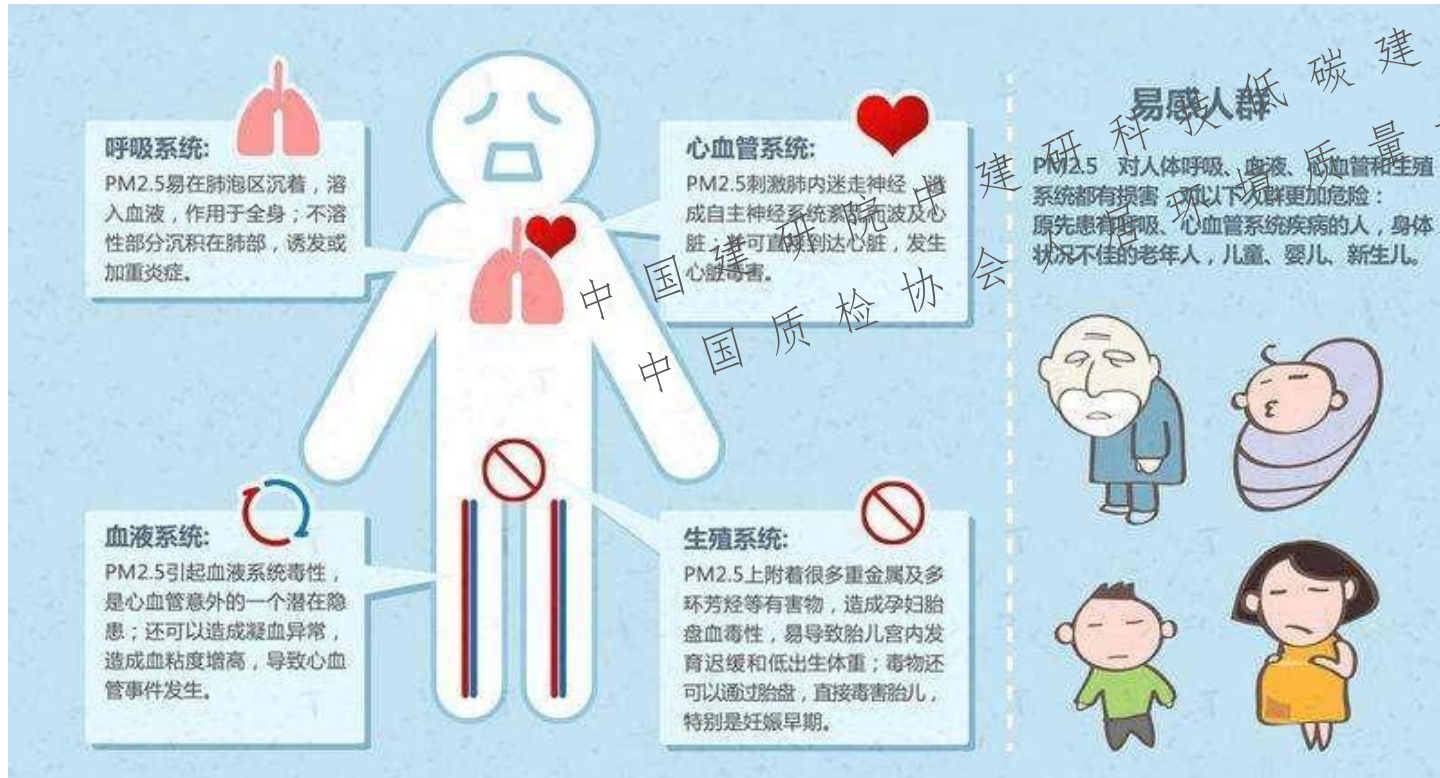 呼吸系统:
PM2.5易在肺泡区沉着，溶
入血液，作用于全身；不溶
性部分沉积在肺部，诱发或
加重炎症。
心血管系统:
PM2.5刺激肺内迷走神经，造
成自主神经系统紊乱而波及心
脏，并可直接到达心脏，发生
心脏毒害。
血液系统:
PM2.5引起血液系统毒性，
是心血管意外的一个潜在隐
患；还可以造成凝血异常，
造成血粘度增高，导致心血
管事件发生。
生殖系统:
PM2.5上附着很多重金属及多
环芳烃等有害物，造成孕妇胎
盘血毒性，易导致胎儿宫内发
育迟缓和低出生体重；毒物还
可以通过胎盘，直接毒害胎儿，
特别是妊娠早期。
易感人群
PM2.5 对人体呼吸、血液、心血管和生殖
系统都有损害，对以下人群更加危险：
原先患有呼吸、心血管系统疾病的人，身体
状况不佳的老年人，儿童、婴儿、新生儿。
中国建研院中建研科技低碳建
中国质检协会人居环境质量